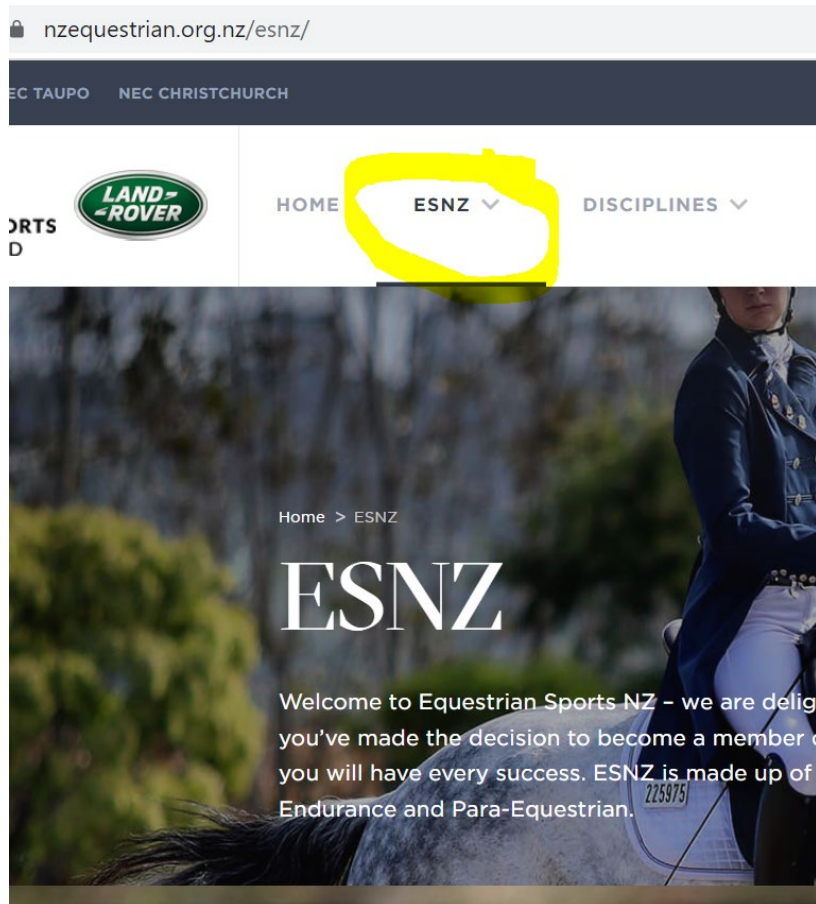 nzequestrian.org.nz/esnz/
EC TAUPO NEC CHRISTCHURCH
LAND-
-ROVER
ORTS
D
HOME ESNZ DISCIPLINES
Home > ESNZ
ESNZ
Welcome to Equestrian Sports NZ – we are delig
you've made the decision to become a member
you will have every success. ESNZ is made up of
Endurance and Para-Equestrian.
225975